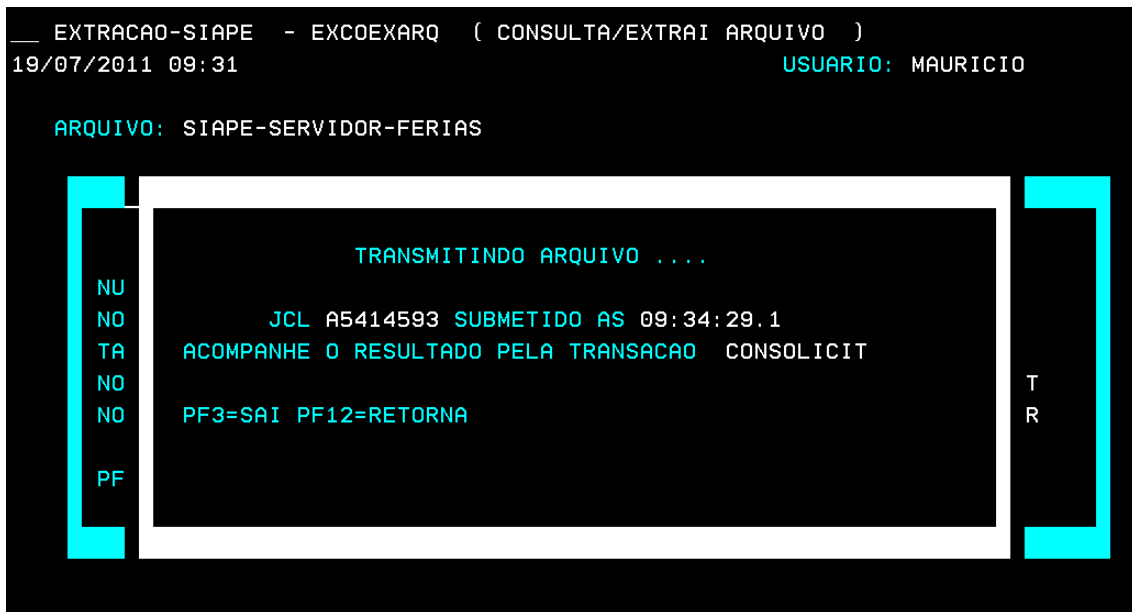 __ EXTRACAO-SIAPE - EXCOEXARQ ( CONSULTA/EXTRAI ARQUIVO )
19/07/2011 09:31 USUARIO: MAURICIO
ARQUIVO: SIAPE-SERVIDOR-FERIAS
TRANSMITINDO ARQUIVO ....
NU
NO JCL A5414593 SUBMETIDO AS 09:34:29.1
TA ACOMPANHE O RESULTADO PELA TRANSACAO CONSOLICIT
NO T
NO PF3=SAI PF12=RETORNA R
PF